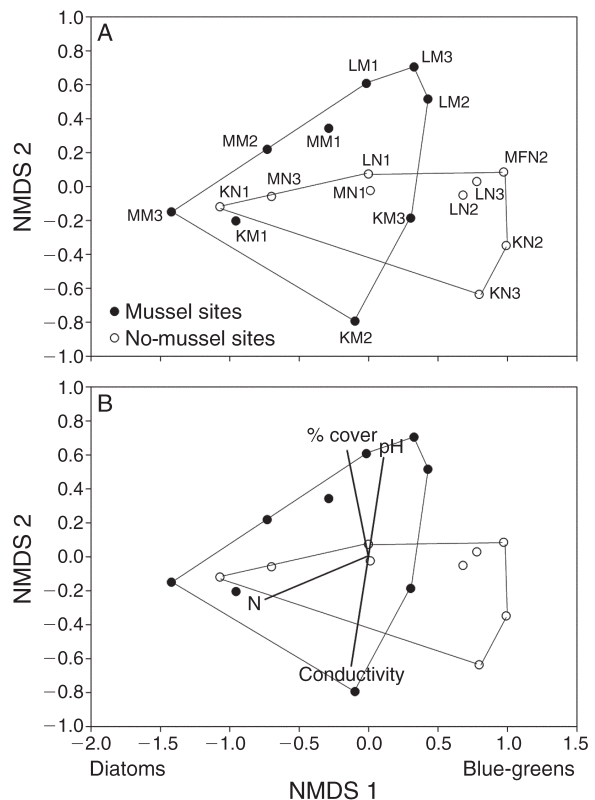 A
1.0
0.8
0.6
0.4
0.2
0.0
−0.2
−0.4
−0.6
−0.8
−1.0
NMDS 2
LM1
LM3
LM2
MM2
MM1
LN1
MFN2
KN1
MN3
MN1
LN3
LN2
MM3
KM1
KM3
KN2
KN3
KM2
Mussel sites
No-mussel sites
B
1.0
0.8
0.6
0.4
0.2
0.0
−0.2
−0.4
−0.6
−0.8
−1.0
NMDS 2
% cover
pH
N
Conductivity
−2.0 −1.5 −1.0 −0.5 0.0 0.5 1.0 1.5
Diatoms Blue-greens
NMDS 1